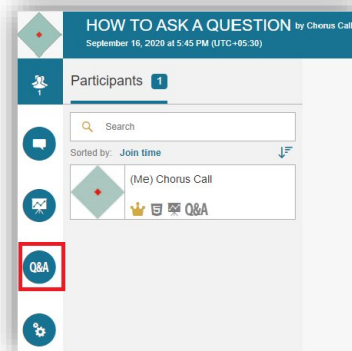 HOW TO ASK A QUESTION by Chorus Call
September 16, 2020 at 5:45 PM (UTC+05:30)
1
Participants 1
Search
Sorted by: Join time
(Me) Chorus Call
Q&A
Q&A